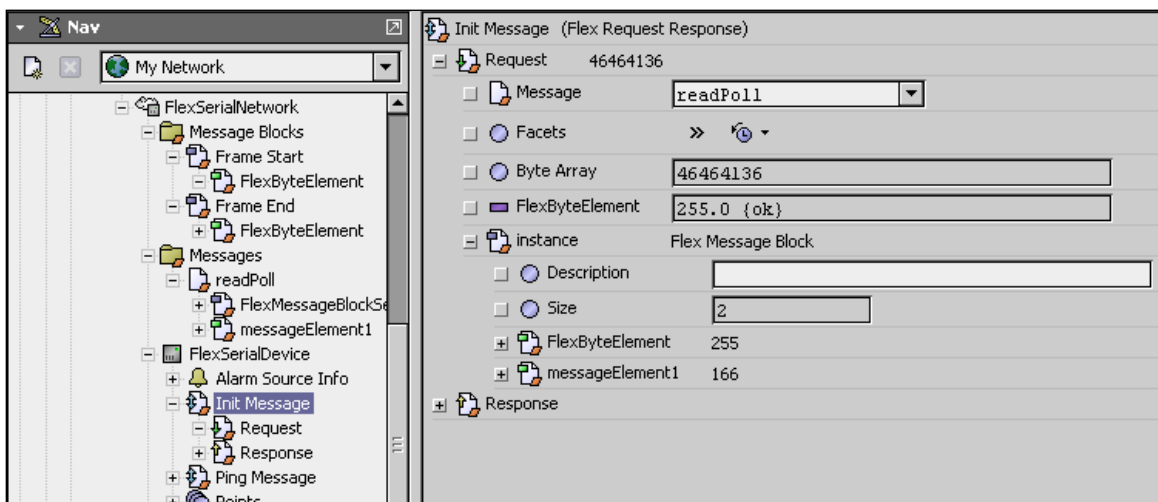 Nav
My Network
FlexSerialNetwork
Message Blocks
Frame Start
FlexByteElement
Frame End
FlexByteElement
Messages
readPoll
FlexMessageBlockSe
messageElement1
FlexSerialDevice
Alarm Source Info
Init Message
Request
Response
Ping Message
Points
Init Message (Flex Request Response)
Request 46464136
Message readPoll
Facets »
Byte Array 46464136
FlexByteElement 255.0 {ok}
instance Flex Message Block
Description
Size 2
FlexByteElement 255
messageElement1 166
Response